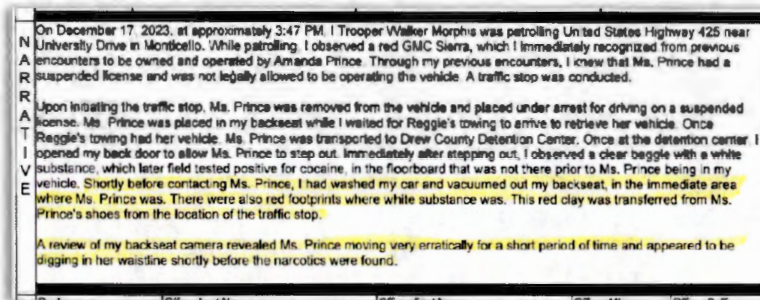 NARRATIVE
On December 17, 2023, at approximately 3:47 PM, I Trooper Walker Morphis was patrolling United States Highway 425 near
University Drive in Monticello. While patrolling, I observed a red GMC Sierra, which I immediately recognized from previous
encounters to be owned and operated by Amanda Prince. Through my previous encounters, I knew that Ms. Prince had a
suspended license and was not legally allowed to be operating the vehicle. A traffic stop was conducted.
Upon initiating the traffic stop, Ms. Prince was removed from the vehicle and placed under arrest for driving on a suspended
license. Ms. Prince was placed in my backseat while I waited for Reggie's towing to arrive to retrieve her vehicle. Once
Reggie's towing had her vehicle, Ms. Prince was transported to Drew County Detention Center. Once at the detention center, I
opened my back door to allow Ms. Prince to step out. Immediately after stepping out, I observed a clear baggie with a white
substance, which later field tested positive for cocaine, in the floorboard that was not there prior to Ms. Prince being in my
vehicle. Shortly before contacting Ms. Prince, I had washed my car and vacuumed out my backseat, in the immediate area
where Ms. Prince was. There were also red footprints where white substance was. This red clay was transferred from Ms.
Prince's shoes from the location of the traffic stop.
A review of my backseat camera revealed Ms. Prince moving very erratically for a short period of time and appeared to be
digging in her waistline shortly before the narcotics were found.